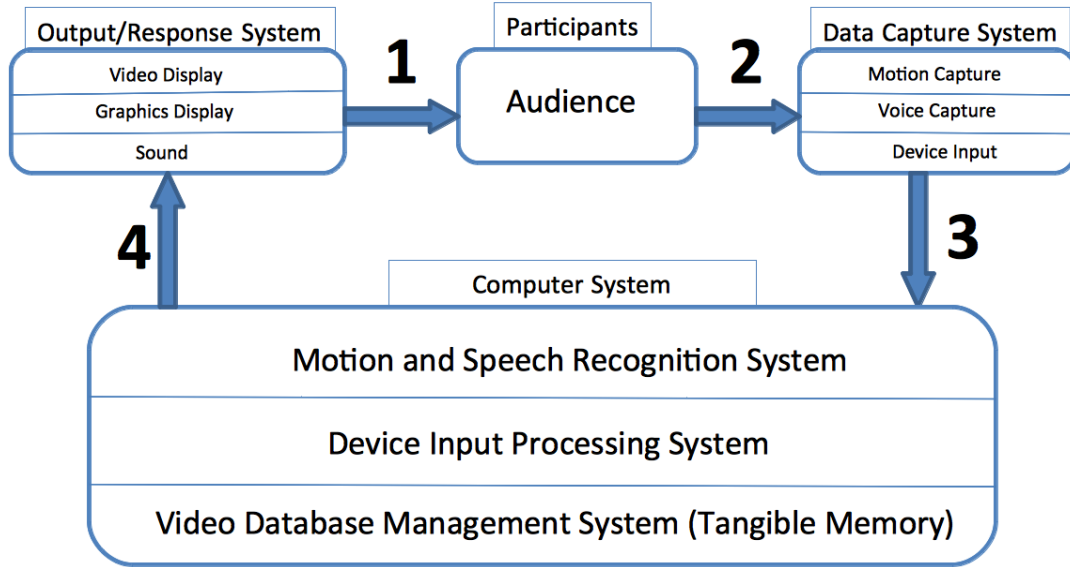 Output/Response System
Video Display
Graphics Display
Sound
1
Participants
Audience
2
Data Capture System
Motion Capture
Voice Capture
Device Input
3
4
Computer System
Motion and Speech Recognition System
Device Input Processing System
Video Database Management System (Tangible Memory)